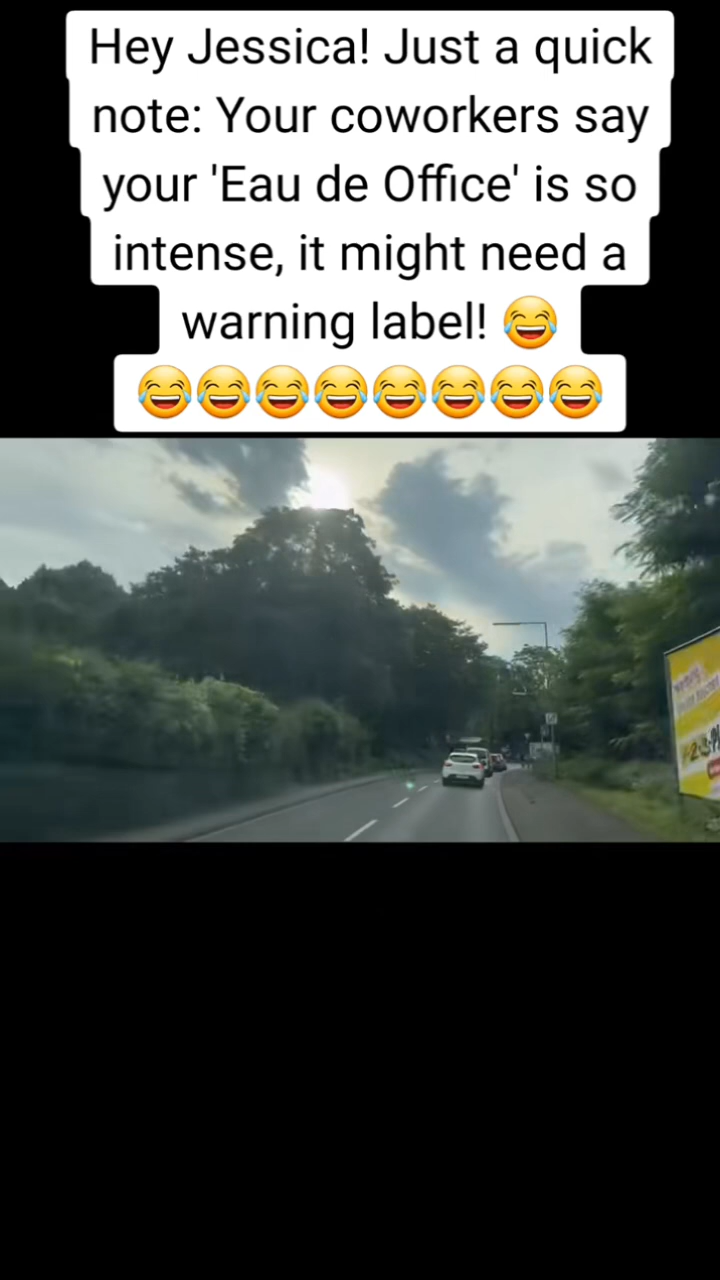 Hey Jessica! Just a quick
note: Your coworkers say
your 'Eau de Office' is so
intense, it might need a
warning label! 😂
😂😂😂😂😂😂😂😂